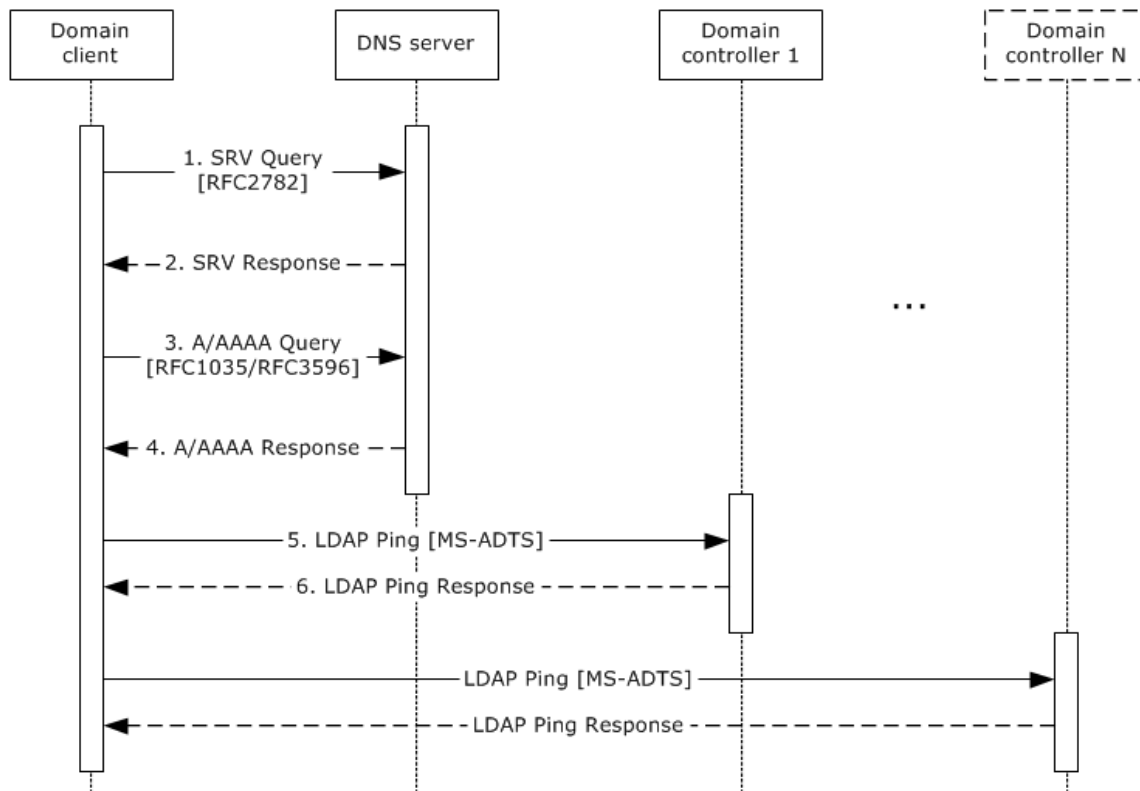 Domain
client
DNS server
Domain
controller 1
Domain
controller N
1. SRV Query
[RFC2782]
2. SRV Response
...
3. A/AAAA Query
[RFC1035/RFC3596]
4. A/AAAA Response
5. LDAP Ping [MS-ADTS]
6. LDAP Ping Response
LDAP Ping [MS-ADTS]
LDAP Ping Response